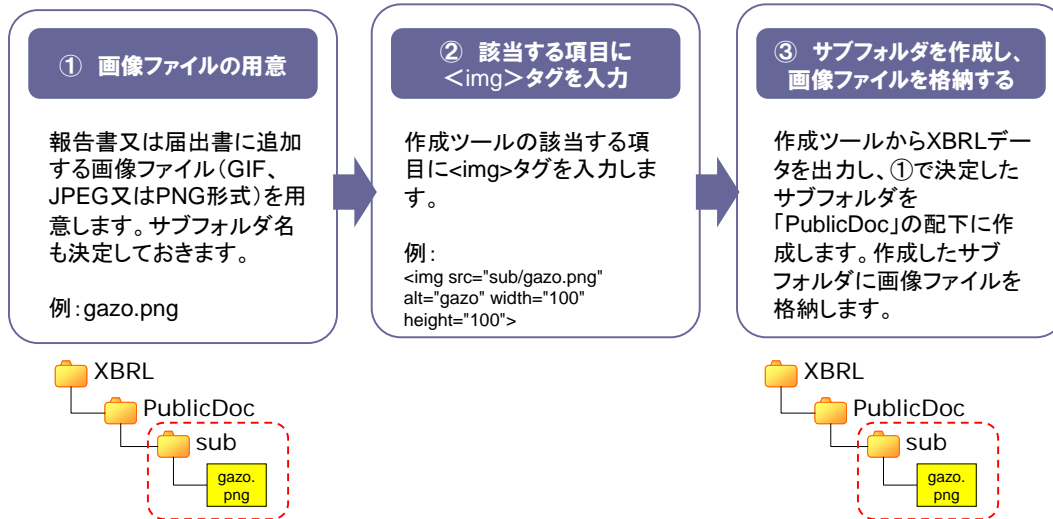 ① 画像ファイルの用意
報告書又は届出書に追加
する画像ファイル(GIF、
JPEG又はPNG形式)を用
意します。サブフォルダ名
も決定しておきます。
例:gazo.png
② 該当する項目に
<img>タグを入力
作成ツールの該当する項
目に<img>タグを入力しま
す。
例:
<img src="sub/gazo.png"
alt="gazo" width="100"
height="100">
③ サブフォルダを作成し、
画像ファイルを格納する
作成ツールからXBRLデー
タを出力し、①で決定した
サブフォルダを
「PublicDoc」の配下に作
成します。作成したサブ
フォルダに画像ファイルを
格納します。
XBRL
PublicDoc
sub
gazo.
png
XBRL
PublicDoc
sub
gazo.
png